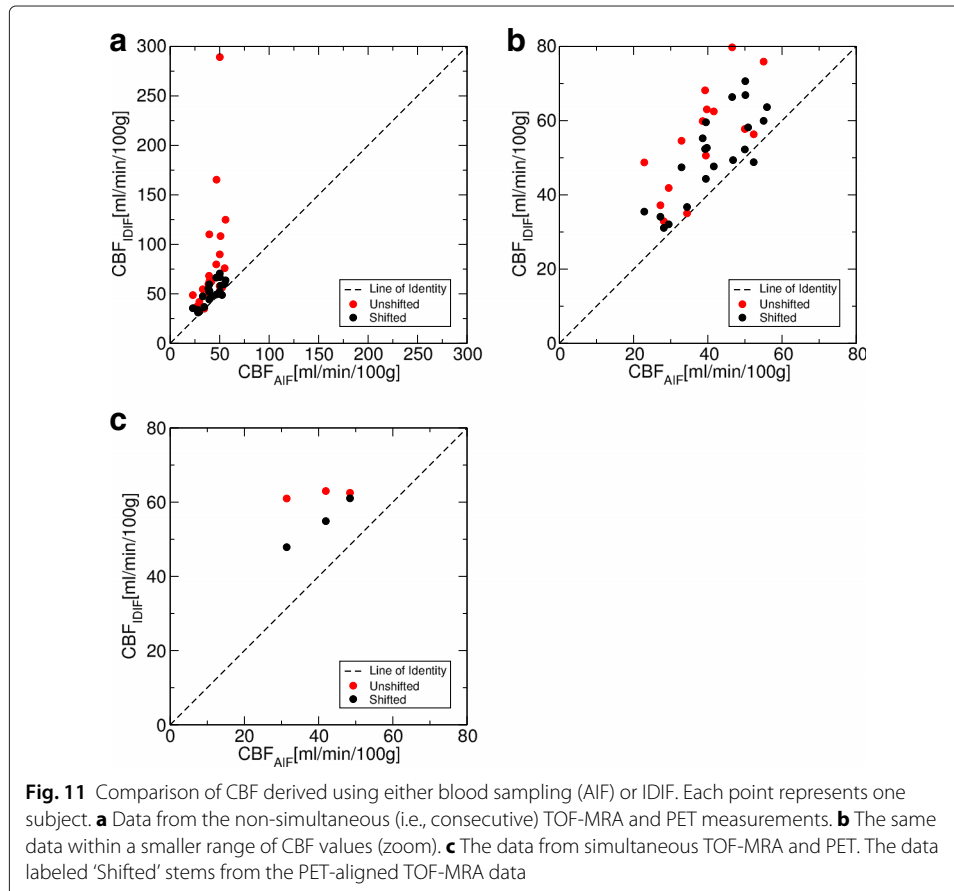 a
300
250
200
150
100
50
0
CBF_IDIF[ml/min/100g]
Line of Identity
Unshifted
Shifted
0 50 100 150 200 250 300
CBF_AIF[ml/min/100g]
b
80
60
40
20
0
CBF_IDIF[ml/min/100g]
Line of Identity
Unshifted
Shifted
0 20 40 60 80
CBF_AIF[ml/min/100g]
c
80
60
40
20
0
CBF_IDIF[ml/min/100g]
Line of Identity
Unshifted
Shifted
0 20 40 60 80
CBF_AIF[ml/min/100g]
Fig. 11 Comparison of CBF derived using either blood sampling (AIF) or IDIF. Each point represents one
subject. a Data from the non-simultaneous (i.e., consecutive) TOF-MRA and PET measurements. b The same
data within a smaller range of CBF values (zoom). c The data from simultaneous TOF-MRA and PET. The data
labeled ‘Shifted’ stems from the PET-aligned TOF-MRA data